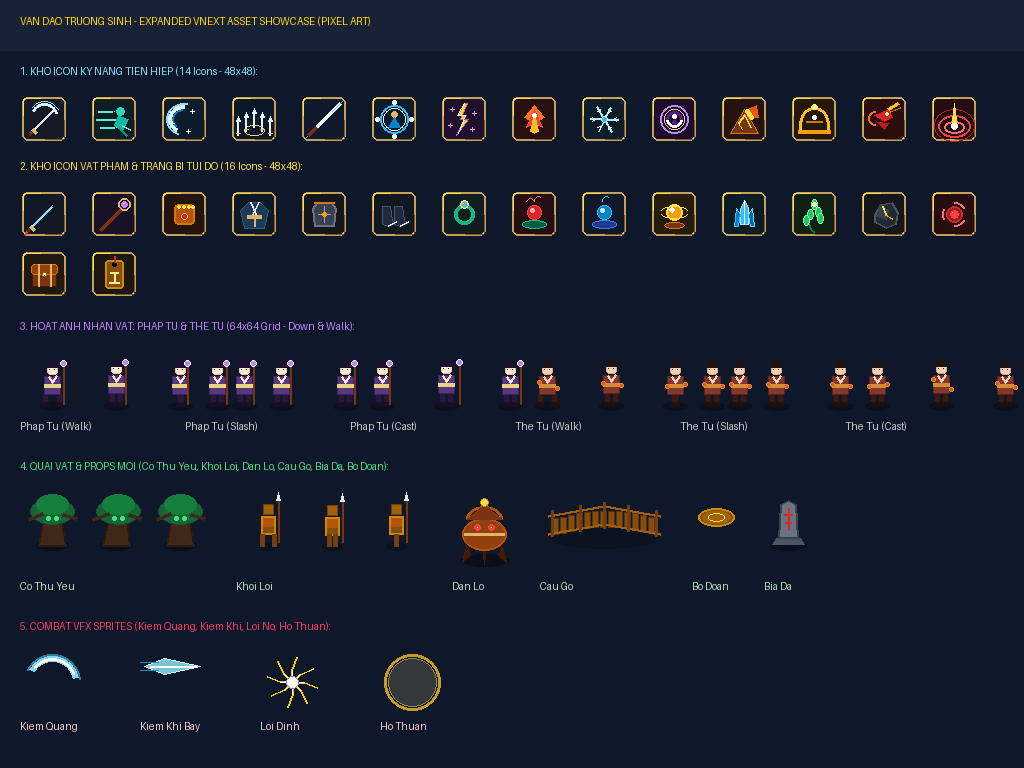 VAN DAO TRUONG SINH - EXPANDED VNEXT ASSET SHOWCASE (PIXEL ART)
1. KHO ICON KY NANG TIEN HIEP (14 Icons - 48x48):
2. KHO ICON VAT PHAM & TRANG BI TUI DO (16 Icons - 48x48):
3. HOAT ANH NHAN VAT: PHAP TU & THE TU (64x64 Grid - Down & Walk):
Phap Tu (Walk) Phap Tu (Slash) Phap Tu (Cast) The Tu (Walk) The Tu (Slash) The Tu (Cast)
4. QUAI VAT & PROPS MOI (Co Thu Yeu, Khoi Loi, Dan Lo, Cau Go, Bia Da, Bo Doan):
Co Thu Yeu Khoi Loi Dan Lo Cau Go Bo Doan Bia Da
5. COMBAT VFX SPRITES (Kiem Quang, Kiem Khi, Loi No, Ho Thuan):
Kiem Quang Kiem Khi Bay Loi Dinh Ho Thuan